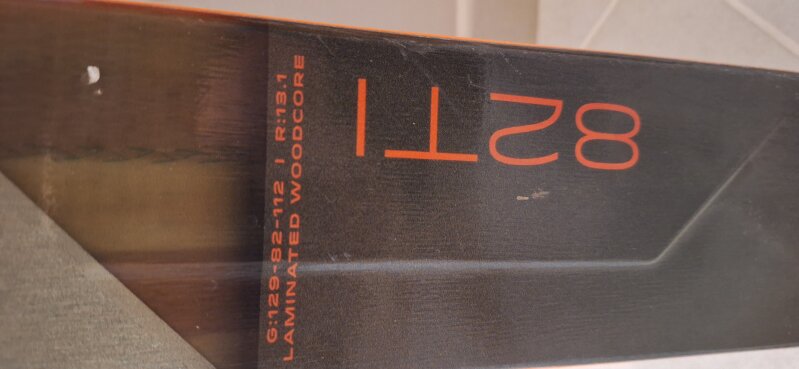 82TI
G:129-82-112 | R:13.1
LAMINATED WOODCORE